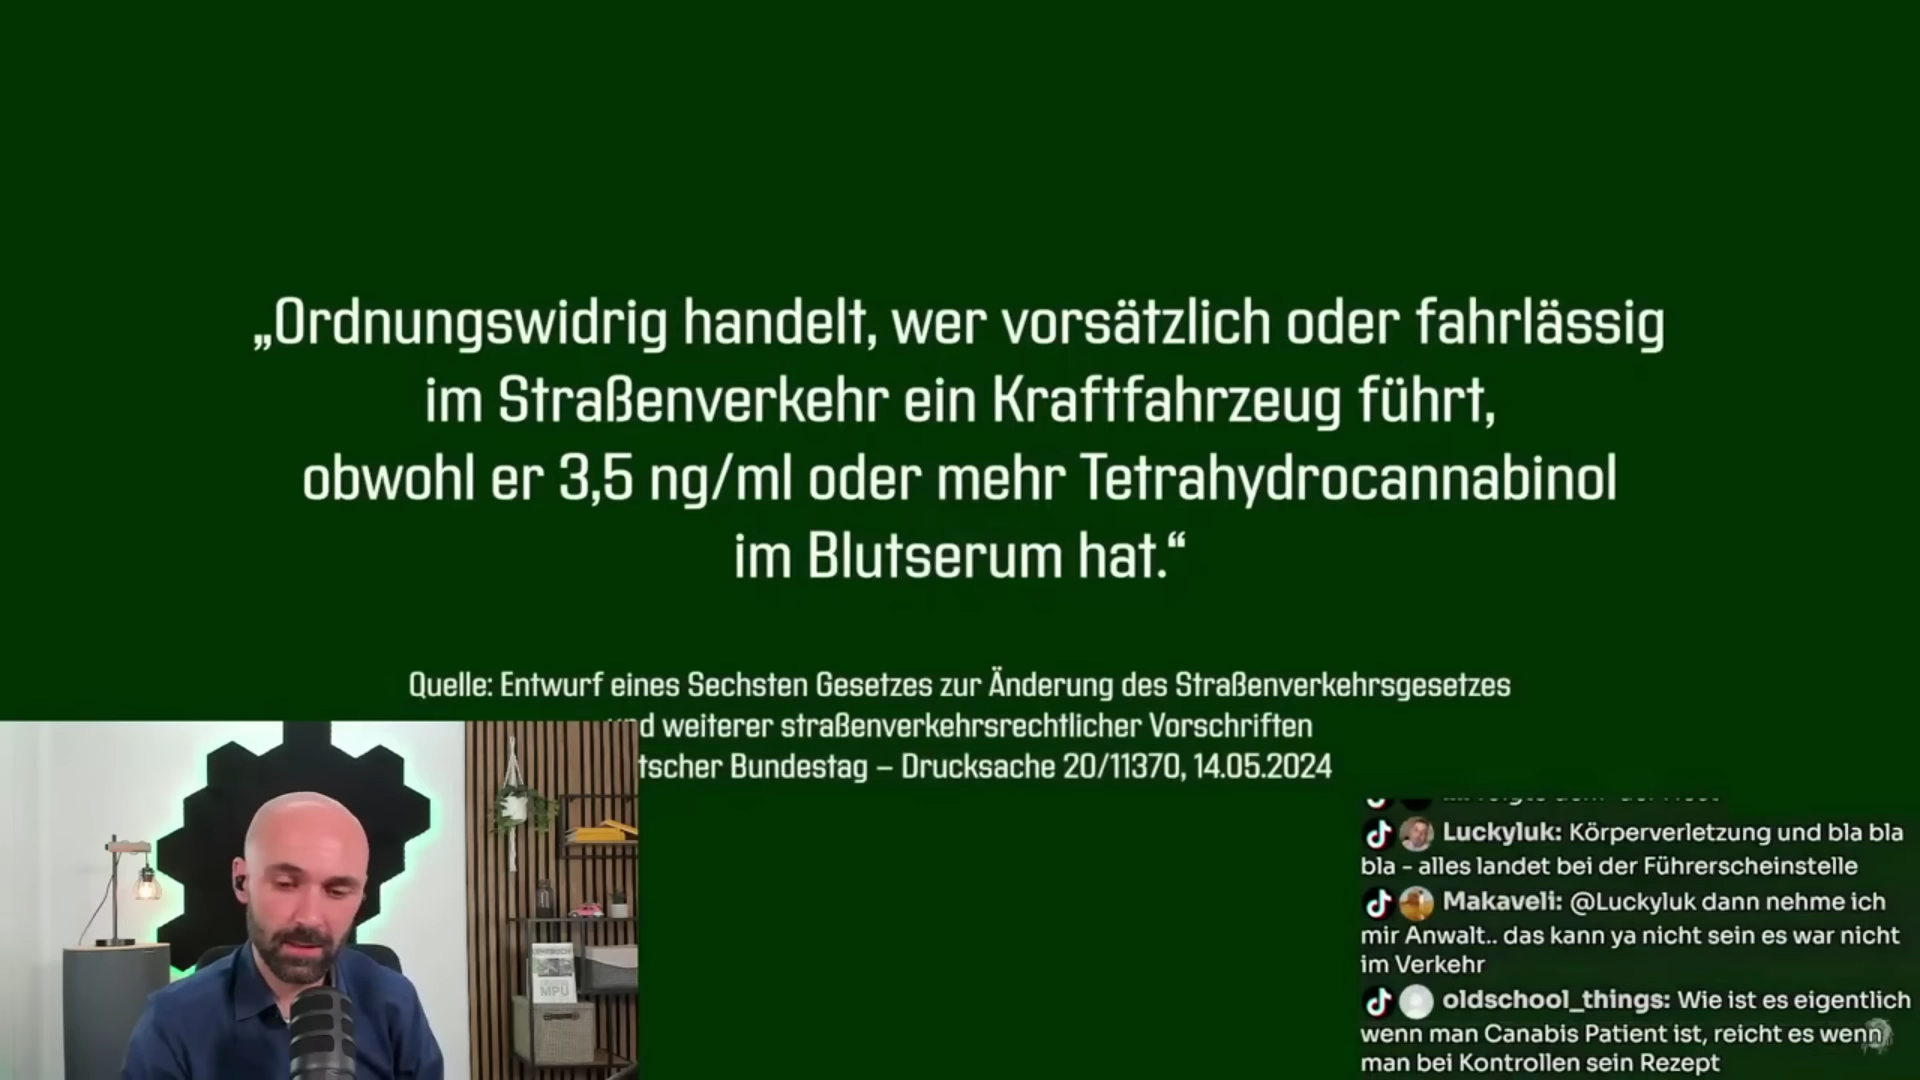 „Ordnungswidrig handelt, wer vorsätzlich oder fahrlässig
im Straßenverkehr ein Kraftfahrzeug führt,
obwohl er 3,5 ng/ml oder mehr Tetrahydrocannabinol
im Blutserum hat.“
Quelle: Entwurf eines Sechsten Gesetzes zur Änderung des Straßenverkehrsgesetzes
weiterer straßenverkehrsrechtlicher Vorschriften
Bundestag – Drucksache 20/11370, 14.05.2024
MPU
Luckyluk: Körperverletzung und bla bla
bla - alles landet bei der Führerscheinstelle
Makaveli: @Luckyluk dann nehme ich
mir Anwalt.. das kann ya nicht sein es war nicht
im Verkehr
oldschool_things: Wie ist es eigentlich
wenn man Canabis Patient ist, reicht es wenn
man bei Kontrollen sein Rezept